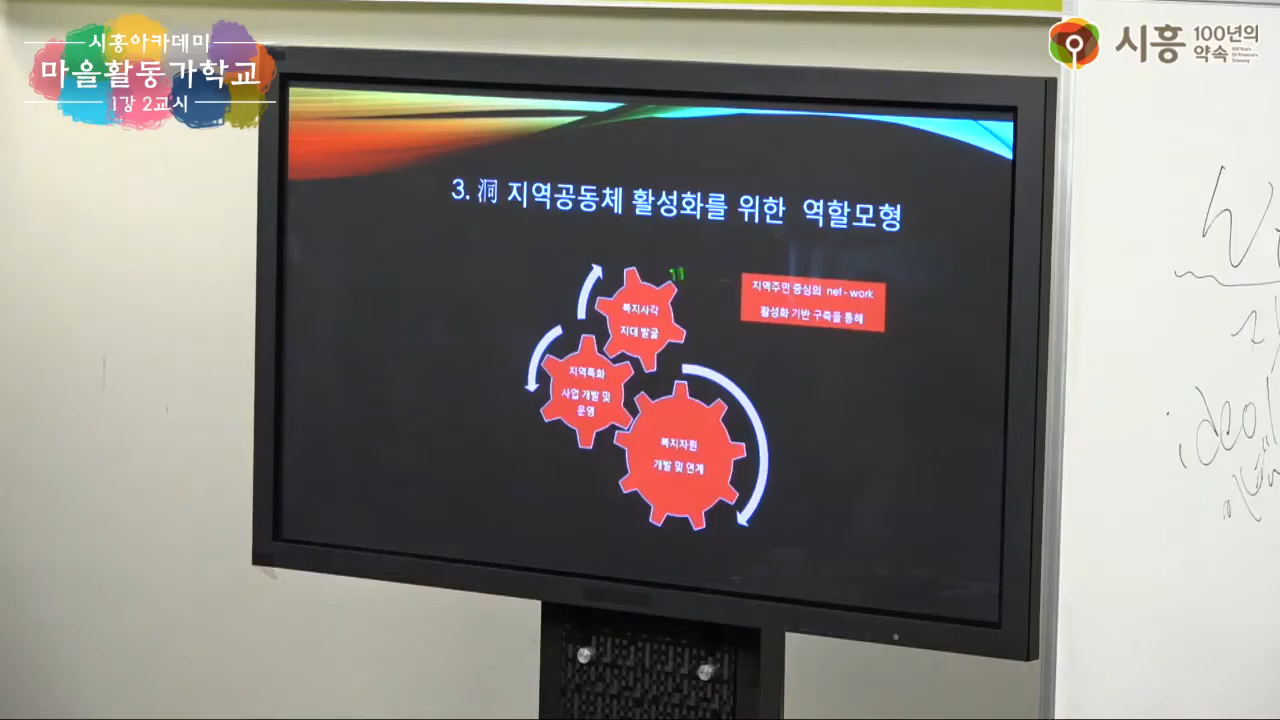 시흥아카데미
마을활동가학교
1강 2교시
시흥 100년의
약속
3. 洞 지역공동체 활성화를 위한 역할모형
복지사각
지대 발굴
지역특화
사업 개발 및
운영
복지자원
개발 및 연계
지역주민 중심의 net-work
활성화 기반 구축을 통해